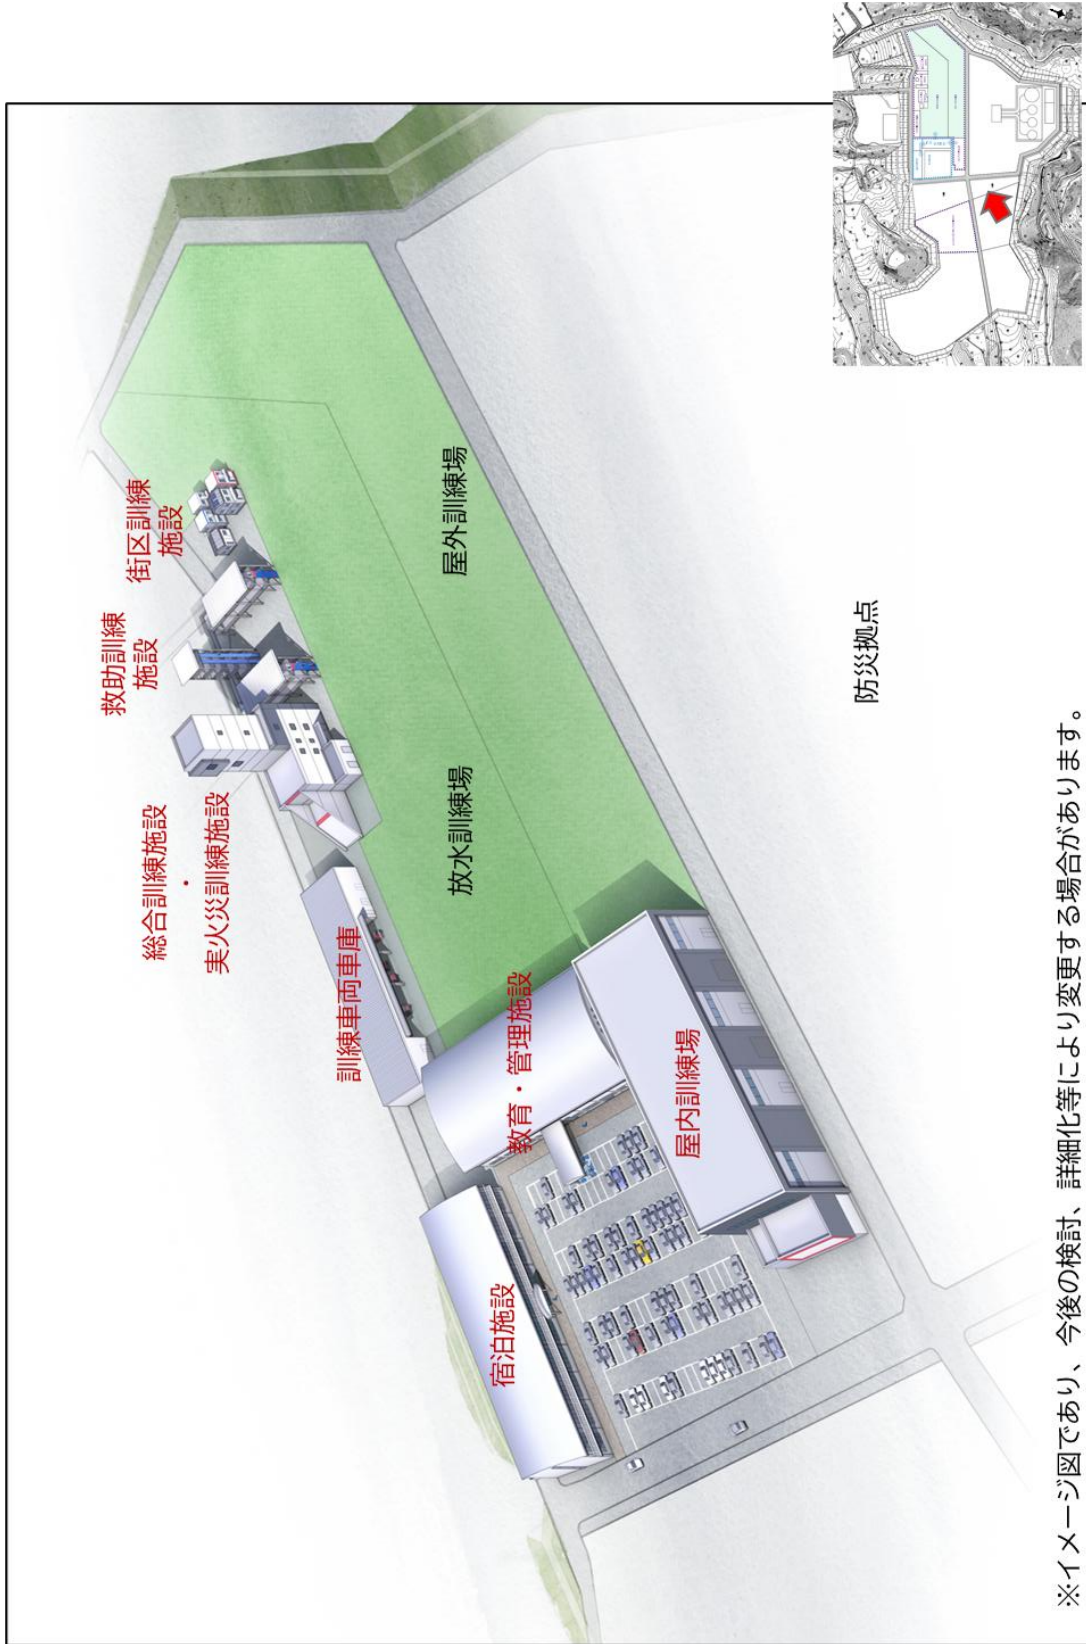 総合訓練施設
・
実火災訓練施設
救助訓練
施設
街区訓練
施設
訓練車両車庫
宿泊施設
教育・管理施設
放水訓練場
屋外訓練場
屋内訓練場
防災拠点
※イメージ図であり、今後の検討、詳細化等により変更する場合があります。